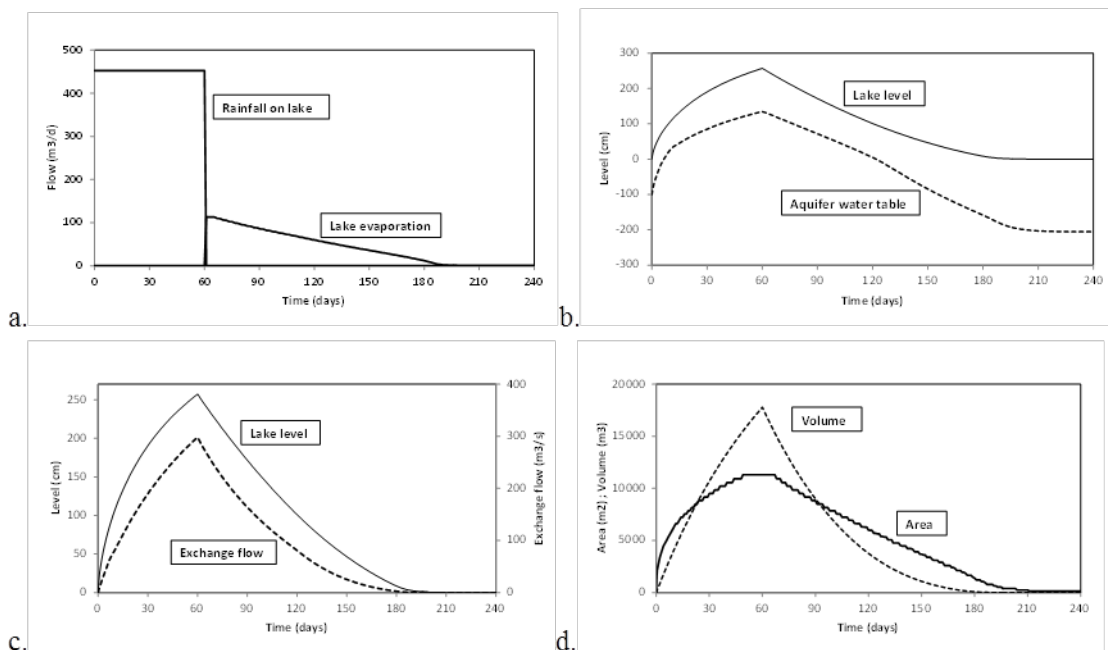 500
400
300
200
100
0
Flow (m3/d)
Rainfall on lake
Lake evaporation
0 30 60 90 120 150 180 210 240
Time (days)
a.
300
200
100
0
-100
-200
-300
Level (cm)
Lake level
Aquifer water table
0 30 60 90 120 150 180 210 240
Time (days)
b.
250
200
150
100
50
0
Level (cm)
Lake level
Exchange flow
400
300
200
100
0
Exchange flow (m3/s)
0 30 60 90 120 150 180 210 240
Time (days)
c.
20000
15000
10000
5000
0
Area (m2) ; Volume (m3)
Volume
Area
0 30 60 90 120 150 180 210 240
Time (days)
d.